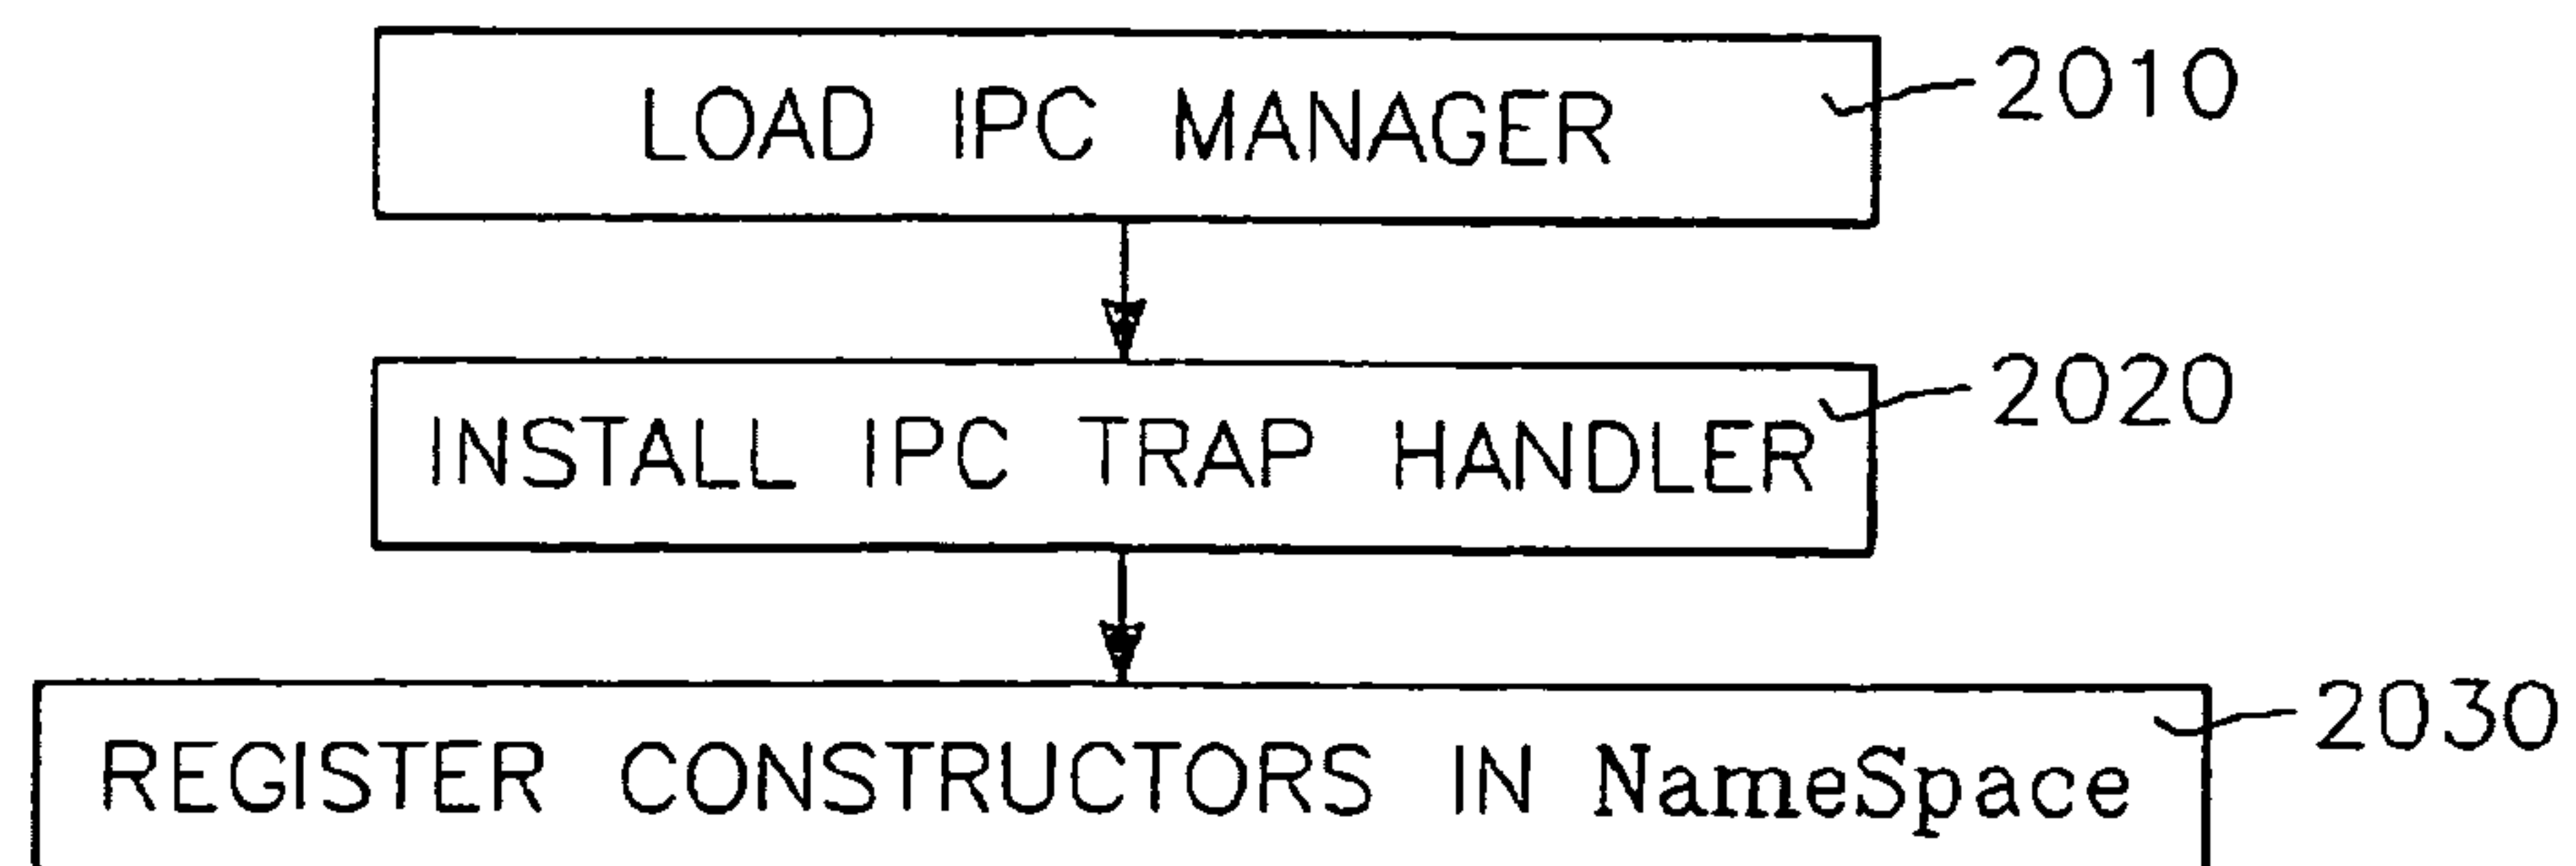 LOAD IPC MANAGER
2010
INSTALL IPC TRAP HANDLER
2020
REGISTER CONSTRUCTORS IN NameSpace
2030